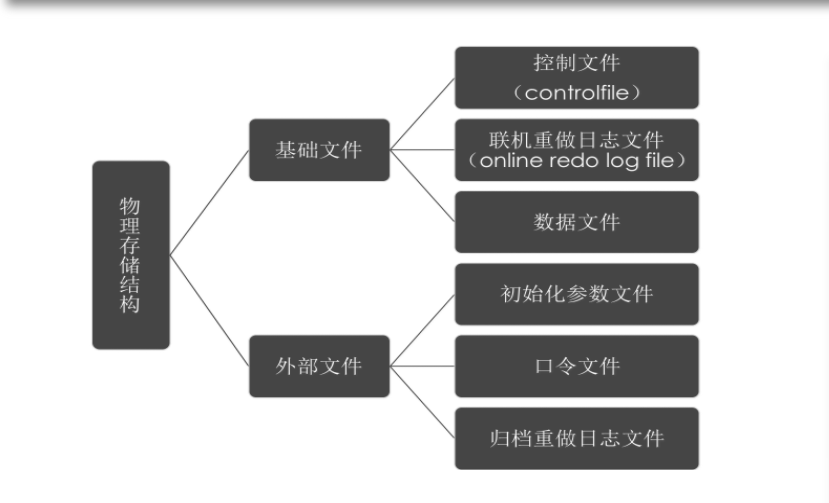 物理存储结构
基础文件
控制文件
（controlfile）
联机重做日志文件
（online redo log file）
数据文件
外部文件
初始化参数文件
口令文件
归档重做日志文件